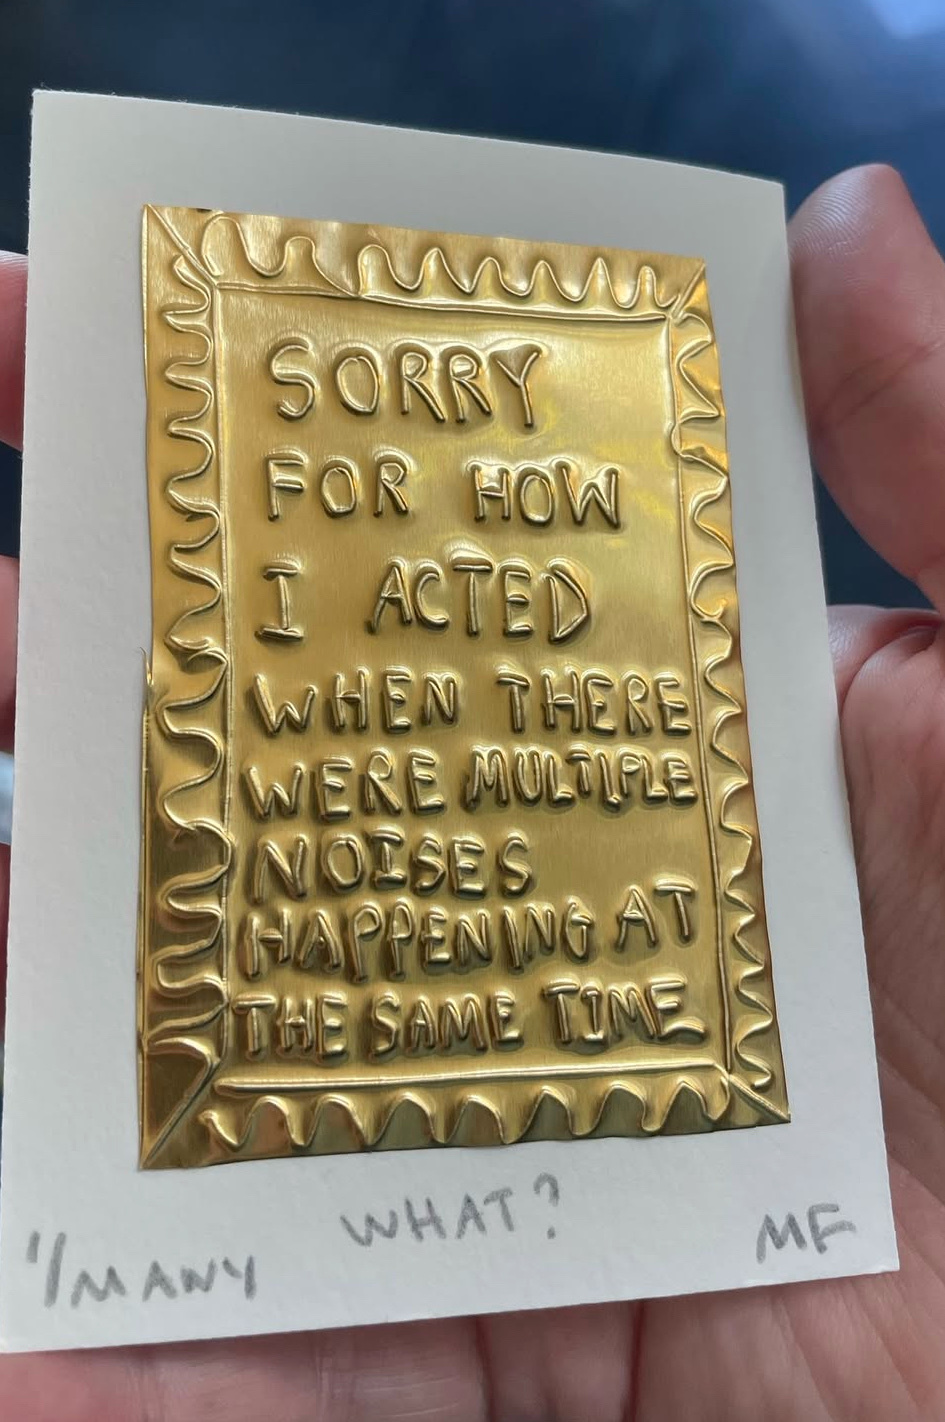 SORRY
FOR HOW
I ACTED
WHEN THERE
WERE MULTIPLE
NOISES
HAPPENING AT
THE SAME TIME
WHAT?
1/MANY
MF